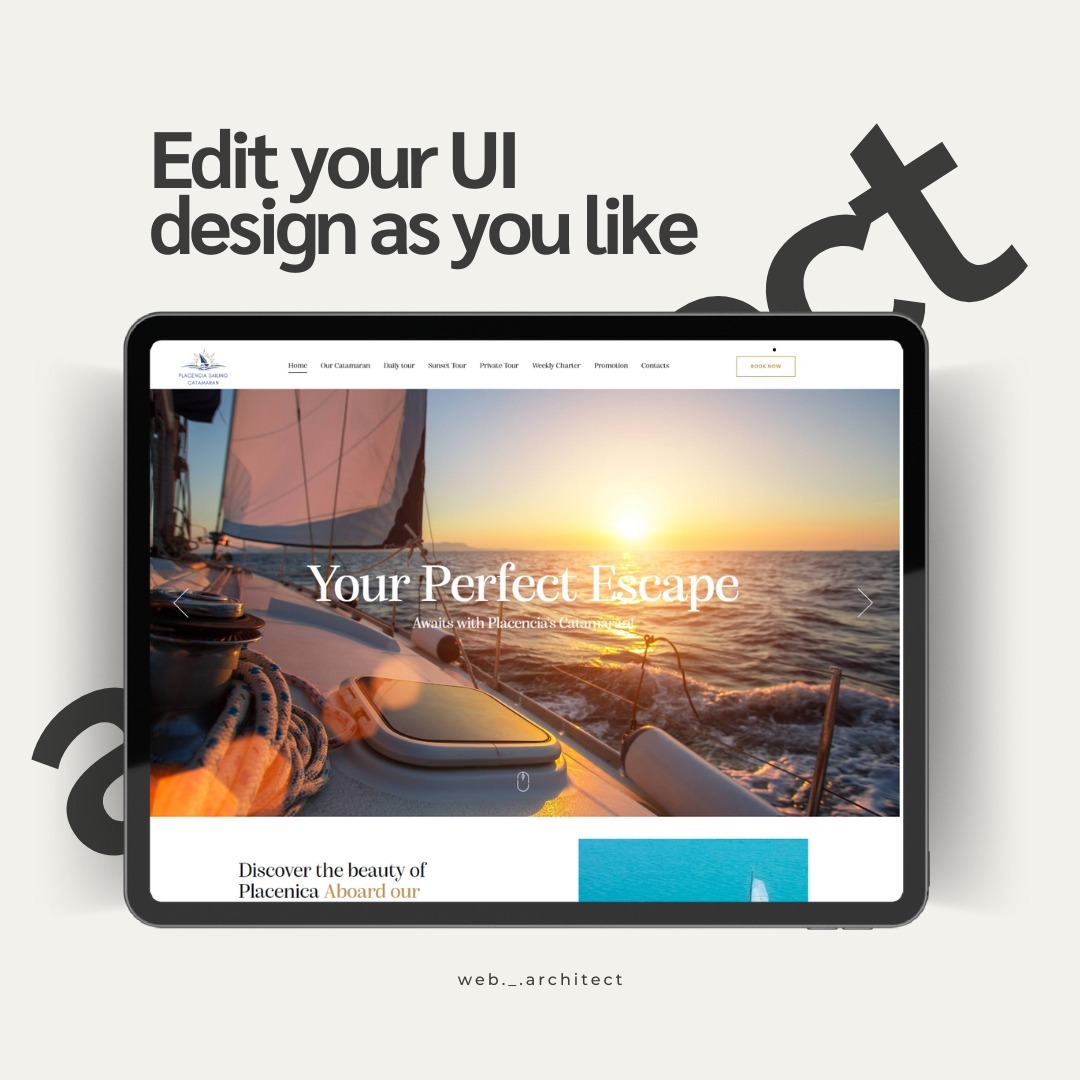 Edit your UI
design as you like
ct
PLACENCIA SAILING
CATAMARAN
Home Our Catamaran Daily tour Sunset Tour Private Tour Weekly Charter Promotion Contacts
BOOK NOW
Your Perfect Escape
Awaits with Placencia's Catamaran!
a
Discover the beauty of
Placenica Aboard our
web._.architect